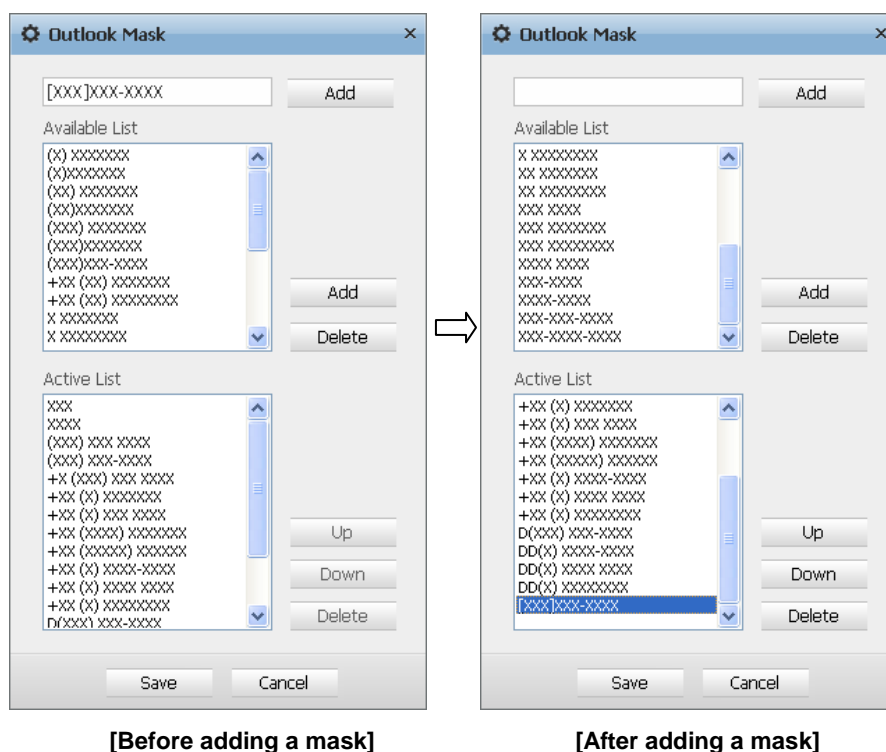 Outlook Mask
[XXX]XXX-XXXX
Add
Available List
(X) XXXXXXX
(X)XXXXXXX
(XX) XXXXXXX
(XX)XXXXXXX
(XXX) XXXXXXX
(XXX)XXXXXXX
(XXX)XXX-XXXX
+XX (XX) XXXXXXX
+XX (XX) XXXXXXXX
X XXXXXXX
X XXXXXXXX
Add
Delete
Active List
XXX
XXXX
(XXX) XXX XXXX
(XXX) XXX-XXXX
+X (XXX) XXX XXXX
+XX (X) XXXXXXX
+XX (X) XXX XXXX
+XX (XXXX) XXXXXXX
+XX (XXXXX) XXXXXX
+XX (X) XXXX-XXXX
+XX (X) XXXX XXXX
+XX (X) XXXXXXXX
D(XXX) XXX-XXXX
Up
Down
Delete
Save Cancel
[Before adding a mask]
Outlook Mask
Add
Available List
X XXXXXXXX
XX XXXXXXX
XX XXXXXXXX
XXX XXXX
XXX XXXXXXX
XXX XXXXXXXX
XXXX XXXX
XXX-XXXX
XXXX-XXXX
XXX-XXX-XXXX
XXX-XXXX-XXXX
Add
Delete
Active List
+XX (X) XXXXXXX
+XX (X) XXX XXXX
+XX (XXXX) XXXXXXX
+XX (XXXXX) XXXXXX
+XX (X) XXXX-XXXX
+XX (X) XXXX XXXX
+XX (X) XXXXXXXX
D(XXX) XXX-XXXX
DD(X) XXXX-XXXX
DD(X) XXXX XXXX
DD(X) XXXXXXXX
[XXX]XXX-XXXX
Up
Down
Delete
Save Cancel
[After adding a mask]